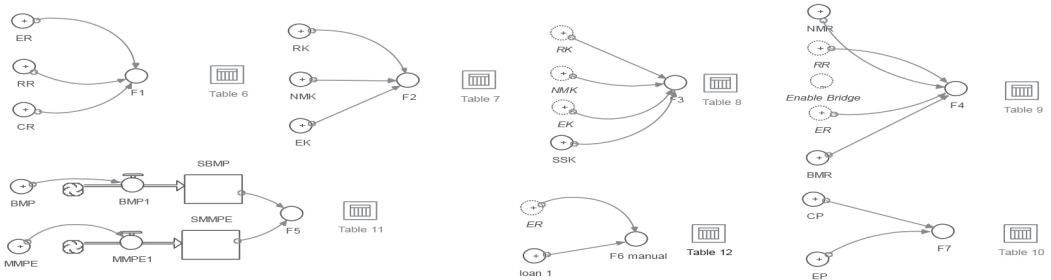 ER
RR
CR
F1
Table 6
RK
NMK
EK
F2
Table 7
RK
NMK
EK
SSK
F3
Table 8
NMR
RR
Enable Bridge
ER
BMR
F4
Table 9
BMP
BMP1
SBMP
MMPE
MMPE1
SMMPE
F5
Table 11
ER
loan 1
F6 manual
Table 12
CP
EP
F7
Table 10